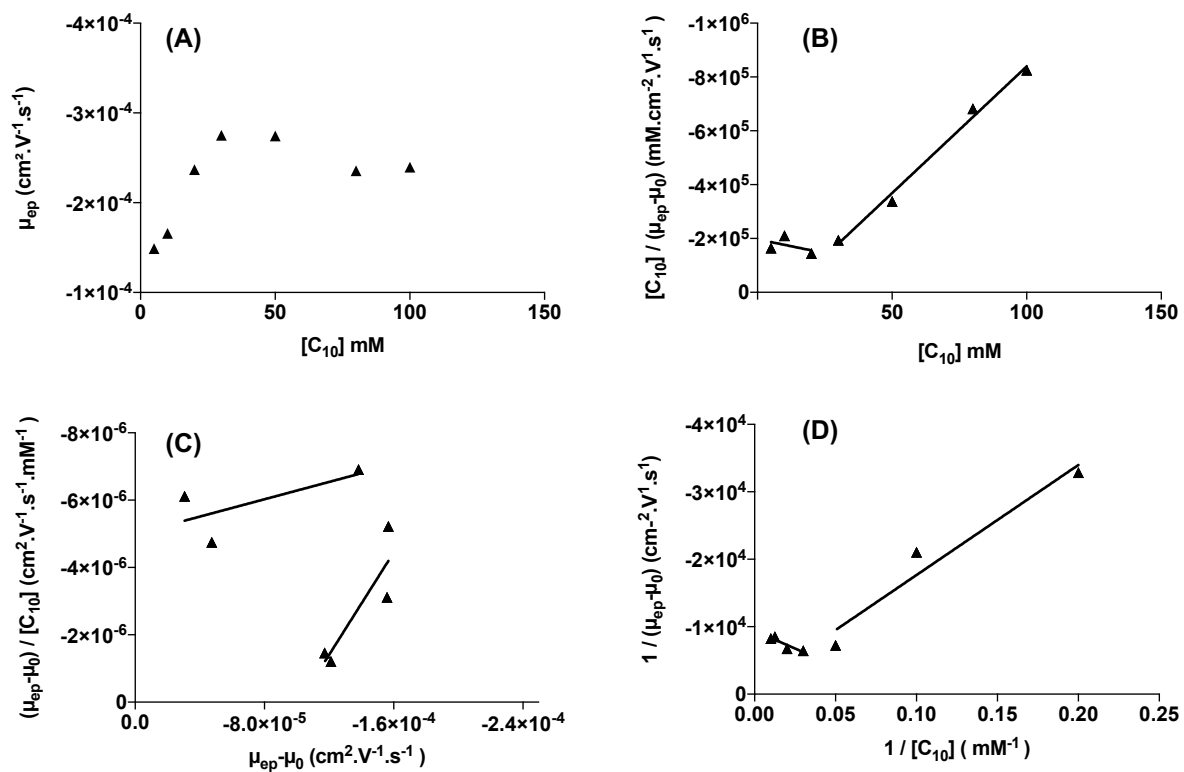 (A)
-4×10⁻⁴
-3×10⁻⁴
-2×10⁻⁴
-1×10⁻⁴
µep (cm².V⁻¹.s⁻¹)
0 50 100 150
[C₁₀] mM
(B)
-1×10⁶
-8×10⁵
-6×10⁵
-4×10⁵
-2×10⁵
0
[C₁₀] / (µep-µ₀) (mM.cm⁻².V¹.s¹)
50 100 150
[C₁₀] mM
(C)
-8×10⁻⁶
-6×10⁻⁶
-4×10⁻⁶
-2×10⁻⁶
0
(µep-µ₀) / [C₁₀] (cm².V⁻¹.s⁻¹.mM⁻¹ )
0.0 -8.0×10⁻⁵ -1.6×10⁻⁴ -2.4×10⁻⁴
µep-µ₀ (cm².V⁻¹.s⁻¹)
(D)
-4×10⁴
-3×10⁴
-2×10⁴
-1×10⁴
0
1 / (µep-µ₀) (cm-².V¹.s¹)
0.00 0.05 0.10 0.15 0.20 0.25
1 / [C₁₀] ( mM⁻¹)